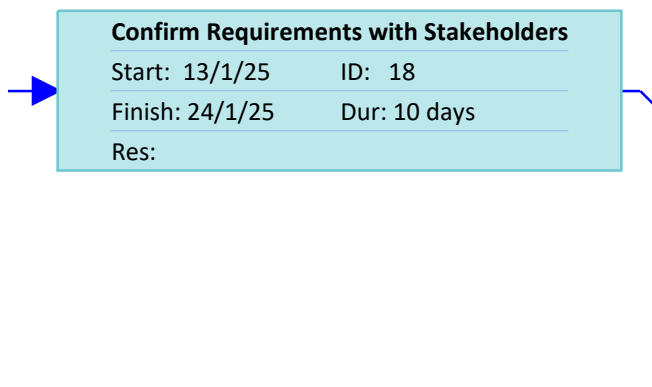 Confirm Requirements with Stakeholders
Start: 13/1/25 ID: 18
Finish: 24/1/25 Dur: 10 days
Res: